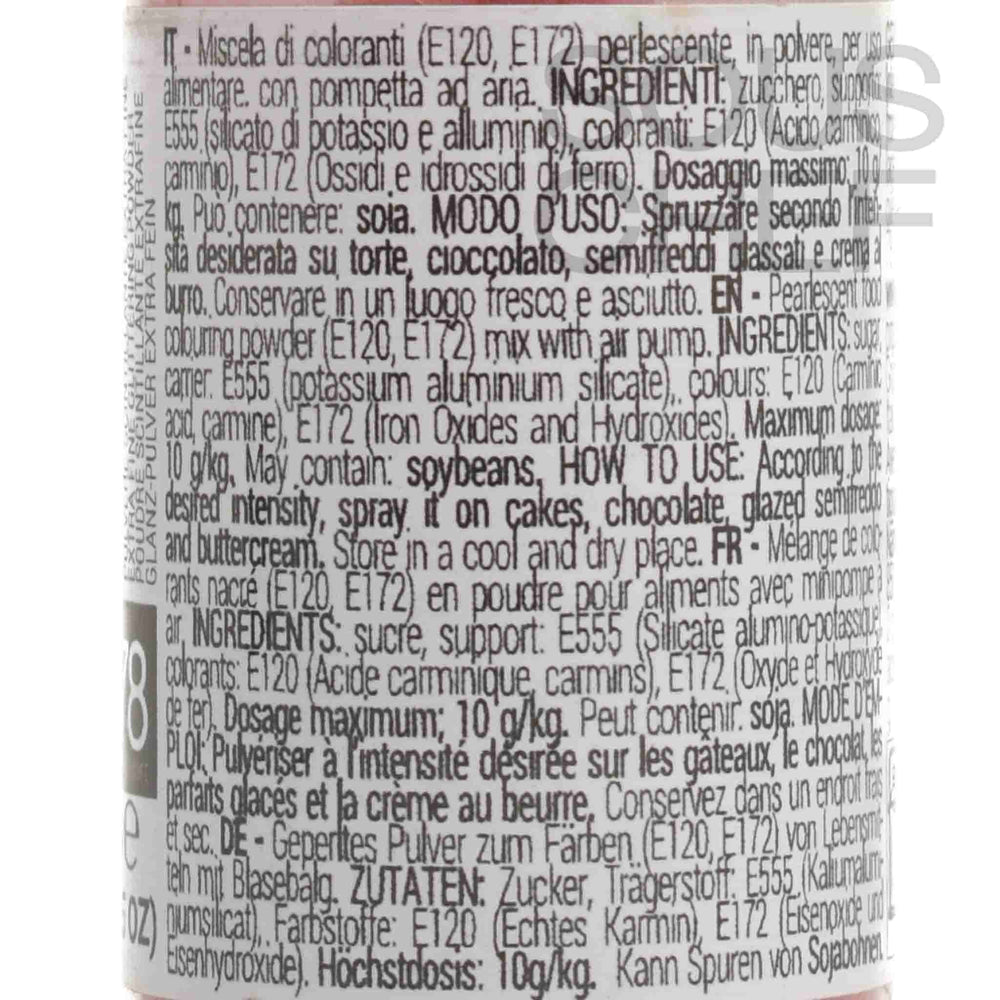 IT - Miscela di coloranti (E120, E172) perlescente, in polvere, per uso
alimentare. con pompetta ad aria. INGREDIENTI: zucchero, supporto:
E555 (silicato di potassio e alluminio), coloranti: E120 (Acido carminico,
carminio), E172 (Ossidi e idrossidi di ferro). Dosaggio massimo: 10 g/
kg. Può contenere: soia. MODO D'USO: Spruzzare secondo l'inten-
sità desiderata su torte, cioccolato, semifreddi glassati e crema al
burro. Conservare in un luogo fresco e asciutto. EN - Pearlescent food
colouring powder (E120, E172) mix with air pump. INGREDIENTS: sugar,
carrier: E555 (potassium aluminium silicate), colours: E120 (Carminic
acid, carmine), E172 (Iron Oxides and Hydroxides). Maximum dosage:
10 g/kg. May contain: soybeans. HOW TO USE: According to the
desired intensity, spray it on cakes, chocolate, glazed semifreddo
and buttercream. Store in a cool and dry place. FR - Mélange de colo-
rants nacré (E120, E172) en poudre pour aliments avec minipompe à
air. INGREDIENTS: sucre, support: E555 (Silicate alumino-potassique),
colorants: E120 (Acide carminique, carmins), E172 (Oxyde et Hydroxyde
de fer). Dosage maximum: 10 g/kg. Peut contenir: soja. MODE D'EM-
PLOI: Pulvériser à l'intensité désirée sur les gâteaux, le chocolat, les
parfaits glacés et la crème au beurre. Conservez dans un endroit frais
et sec. DE - Geperltes Pulver zum Färben (E120, E172) von Lebensmit-
teln mit Blasebalg. ZUTATEN: Zucker, Trägerstoff: E555 (Kaliumalumi-
niumsilicat), Farbstoffe: E120 (Echtes Karmin), E172 (Eisenoxide und
Eisenhydroxide). Höchstdosis: 10g/kg. Kann Spuren von Sojabohnen
POUDRE SCINTILLANTE EXTRAFINE
GLANZ-PULVER EXTRA FEIN
78
e
OZ)